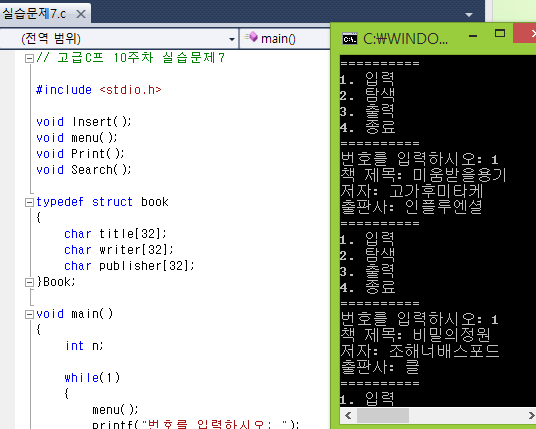 실습문제7.c
(전역 범위)
main()
// 고급C프 10주차 실습문제7
#include <stdio.h>
void Insert();
void menu();
void Print();
void Search();
typedef struct book
{
char title[32];
char writer[32];
char publisher[32];
}Book;
void main()
{
int n;
while(1)
{
menu();
printf("번호를 입력하시오: ");
C:₩WINDO...
==========
1. 입력
2. 탐색
3. 출력
4. 종료
==========
번호를 입력하시오: 1
책 제목: 미움받을용기
저자: 고가후미타케
출판사: 인플루엔셜
==========
1. 입력
2. 탐색
3. 출력
4. 종료
==========
번호를 입력하시오: 1
책 제목: 비밀의정원
저자: 조해너배스포드
출판사: 클
==========
1. 입력